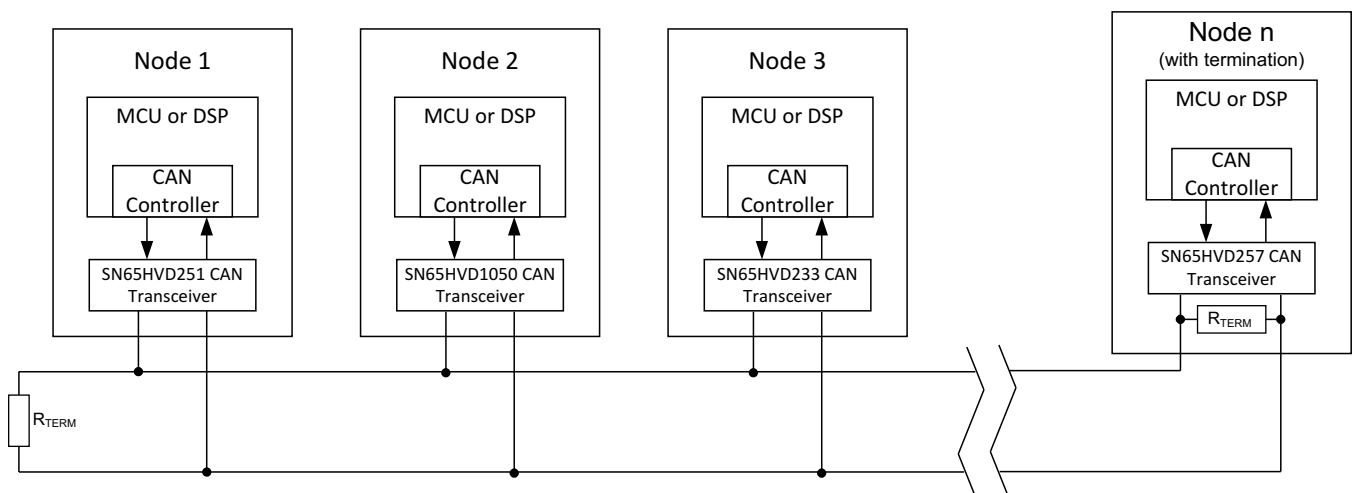 Node 1
MCU or DSP
CAN
Controller
SN65HVD251 CAN
Transceiver
Node 2
MCU or DSP
CAN
Controller
SN65HVD1050 CAN
Transceiver
Node 3
MCU or DSP
CAN
Controller
SN65HVD233 CAN
Transceiver
Node n
(with termination)
MCU or DSP
CAN
Controller
SN65HVD257 CAN
Transceiver
RTERM
RTERM